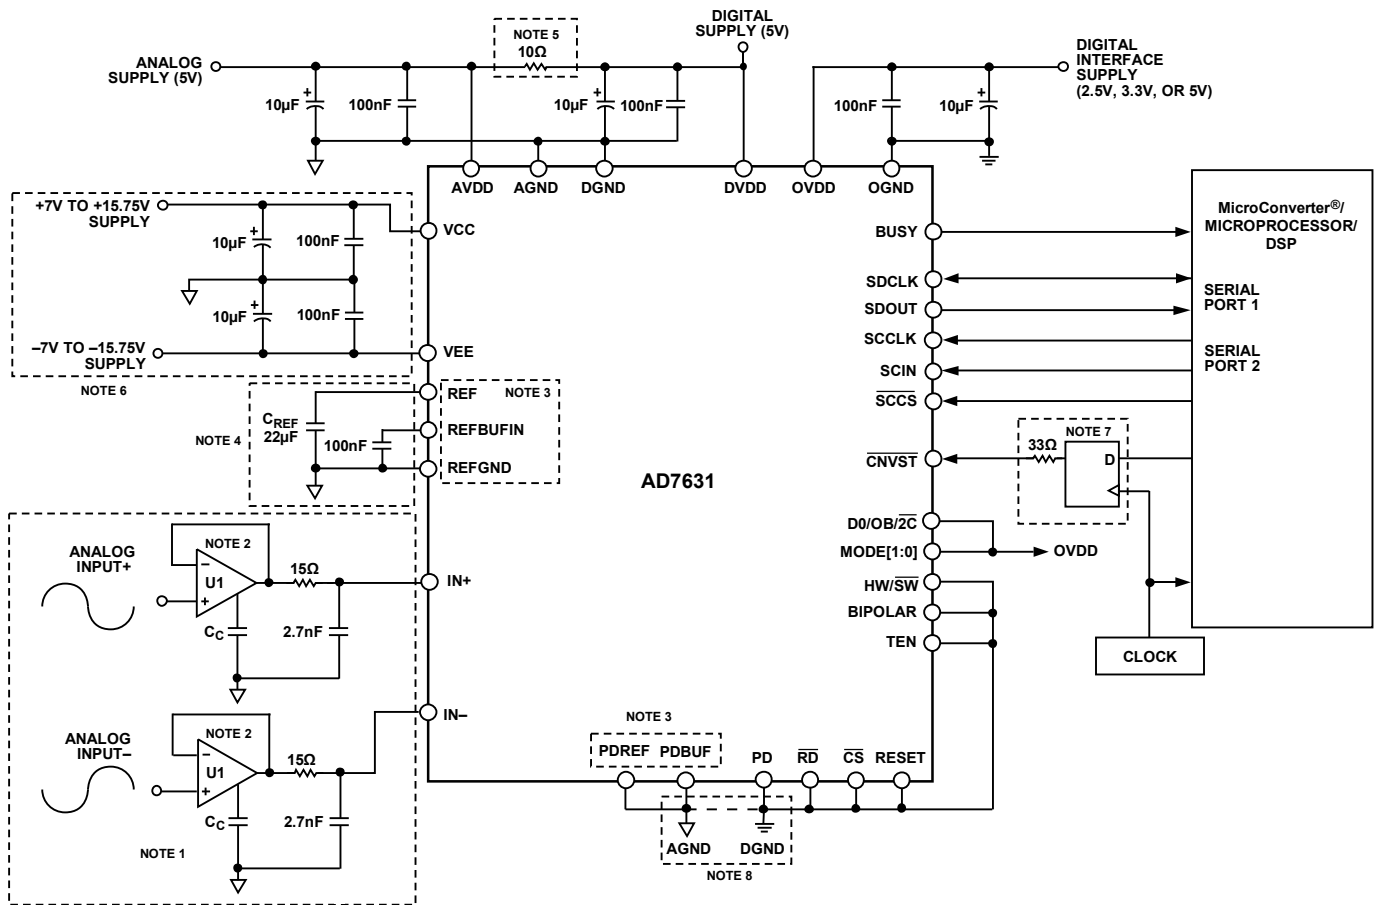 ANALOG
SUPPLY (5V)
NOTE 5
10Ω
DIGITAL
SUPPLY (5V)
DIGITAL
INTERFACE
SUPPLY
(2.5V, 3.3V, OR 5V)
+
10µF
100nF
+
10µF
100nF
100nF
+
10µF
AVDD
AGND
DGND
DVDD
OVDD
OGND
+7V TO +15.75V
SUPPLY
+
10µF
100nF
+
10µF
100nF
–7V TO –15.75V
SUPPLY
NOTE 6
VCC
VEE
NOTE 4
CREF
22µF
100nF
REF
NOTE 3
REFBUFIN
REFGND
AD7631
ANALOG
INPUT+
NOTE 2
–
U1
+
15Ω
CC
2.7nF
IN+
ANALOG
INPUT–
NOTE 2
–
U1
+
15Ω
CC
2.7nF
IN–
NOTE 1
BUSY
SDCLK
SDOUT
SCCLK
SCIN
S̅C̅C̅S̅
C̅N̅V̅S̅T̅
D0/OB/2̅C̅
MODE[1:0]
OVDD
HW/S̅W̅
BIPOLAR
TEN
MicroConverter®/
MICROPROCESSOR/
DSP
SERIAL
PORT 1
SERIAL
PORT 2
NOTE 7
33Ω
D
CLOCK
NOTE 3
PDREF
PDBUF
PD
R̅D̅
C̅S̅
RESET
AGND
DGND
NOTE 8